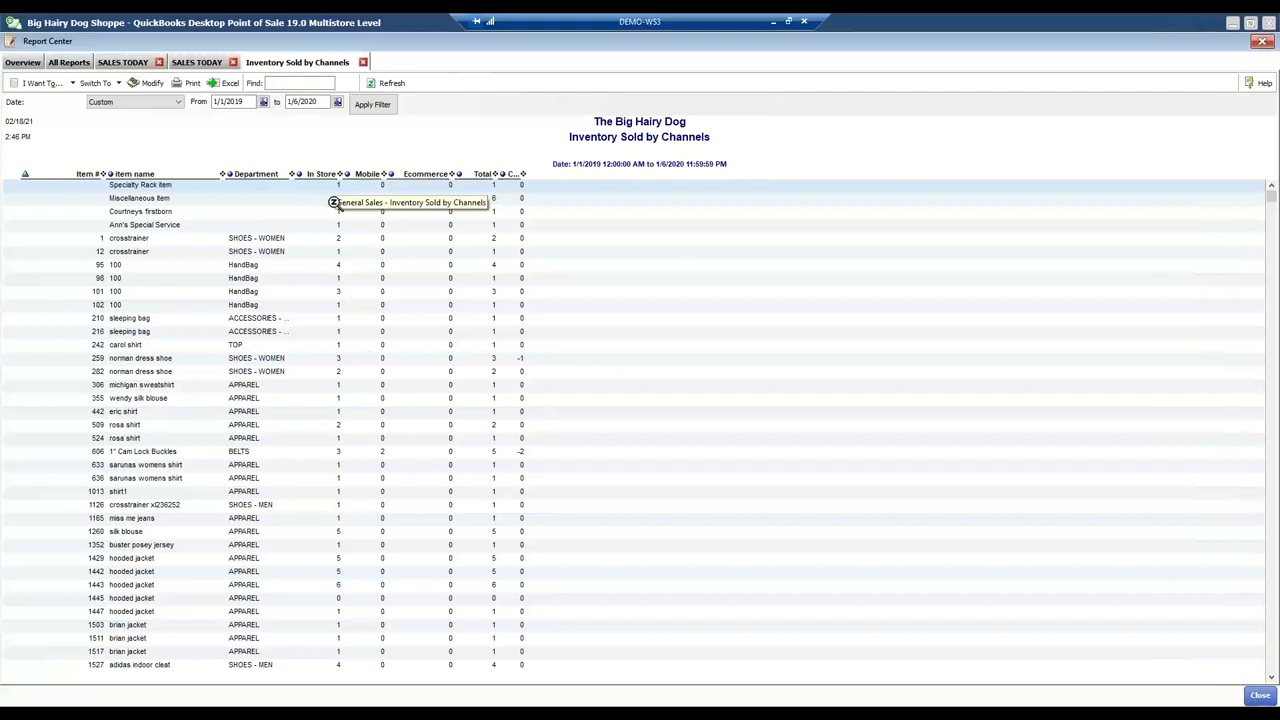 Big Hairy Dog Shoppe - QuickBooks Desktop Point of Sale 19.0 Multistore Level
DEMO-WS3
Report Center
Overview All Reports SALES TODAY SALES TODAY Inventory Sold by Channels
I Want To... Switch To Modify Print Excel Find: Refresh Help
Date: Custom From 1/1/2019 to 1/6/2020 Apply Filter
02/18/21
The Big Hairy Dog
2:46 PM
Inventory Sold by Channels
Date: 1/1/2019 12:00:00 AM to 1/6/2020 11:59:59 PM
Item # item name Department In Store Mobile Ecommerce Total C...
Specialty Rack item 1 0 0 1 0
Miscellaneous Item 6 0
General Sales - Inventory Sold by Channels
Courtneys firstborn 1 0 0 1 0
Ann's Special Service 1 0 0 1 0
1 crosstrainer SHOES - WOMEN 2 0 0 2 0
12 crosstrainer SHOES - WOMEN 1 0 0 1 0
95 100 HandBag 4 0 0 4 0
98 100 HandBag 1 0 0 1 0
101 100 HandBag 3 0 0 3 0
102 100 HandBag 1 0 0 1 0
210 sleeping bag ACCESSORIES - ... 1 0 0 1 0
216 sleeping bag ACCESSORIES - ... 1 0 0 1 0
242 carol shirt TOP 1 0 0 1 0
259 norman dress shoe SHOES - WOMEN 3 0 0 3 -1
282 norman dress shoe SHOES - WOMEN 2 0 0 2 0
306 michigan sweatshirt APPAREL 1 0 0 1 0
355 wendy silk blouse APPAREL 1 0 0 1 0
442 eric shirt APPAREL 1 0 0 1 0
509 rosa shirt APPAREL 2 0 0 2 0
524 rosa shirt APPAREL 1 0 0 1 0
606 1" Cam Lock Buckles BELTS 3 2 0 5 -2
633 sarunas womens shirt APPAREL 1 0 0 1 0
636 sarunas womens shirt APPAREL 1 0 0 1 0
1013 shirt1 APPAREL 1 0 0 1 0
1126 crosstrainer xl236252 SHOES - MEN 1 0 0 1 0
1165 miss me jeans APPAREL 1 0 0 1 0
1260 silk blouse APPAREL 5 0 0 5 0
1352 buster posey jersey APPAREL 1 0 0 1 0
1429 hooded jacket APPAREL 5 0 0 5 0
1442 hooded jacket APPAREL 5 0 0 5 0
1443 hooded jacket APPAREL 6 0 0 6 0
1445 hooded jacket APPAREL 0 0 0 0 0
1447 hooded jacket APPAREL 1 0 0 1 0
1503 brian jacket APPAREL 1 0 0 1 0
1511 brian jacket APPAREL 1 0 0 1 0
1517 brian jacket APPAREL 1 0 0 1 0
1527 adidas indoor cleat SHOES - MEN 4 0 0 4 0
Close